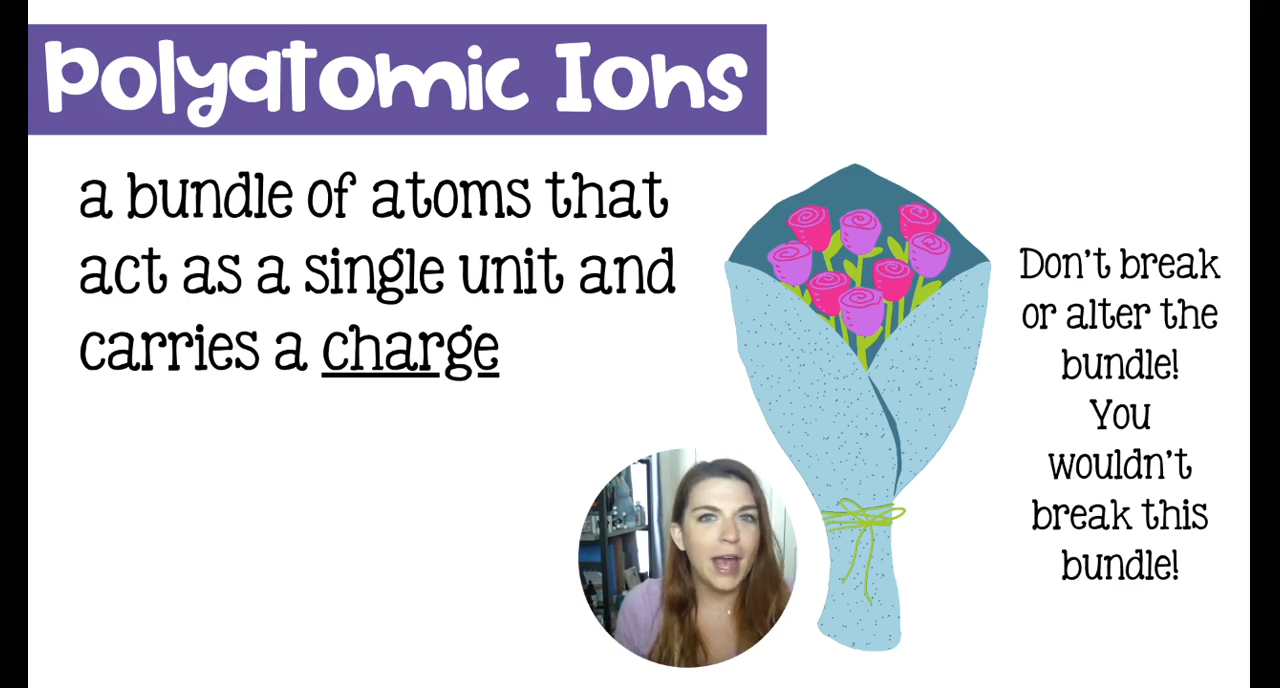 Polyatomic Ions
a bundle of atoms that
act as a single unit and
carries a charge
Don't break
or alter the
bundle!
You
wouldn't
break this
bundle!